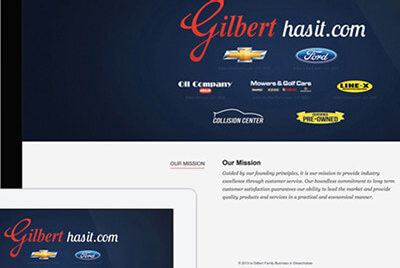 Gilbert hasit.com
CHEVROLET
Ford
Oil Company
Mowers & Golf Cars
LINE-X
COLLISION CENTER
CERTIFIED
PRE-OWNED
OUR MISSION
Our Mission
Guided by our founding principles, it is our mission to provide industry
excellence through customer service. Our boundless commitment to long term
customer satisfaction guarantees our ability to lead the market and provide
quality products and services in a practical and economical manner.
Gilbert hasit.com
Ford